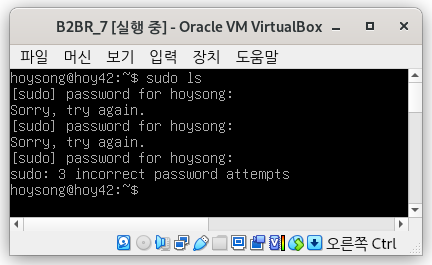 B2BR_7 [실행 중] - Oracle VM VirtualBox
파일 머신 보기 입력 장치 도움말
hoysong@hoy42:~$ sudo ls
[sudo] password for hoysong:
Sorry, try again.
[sudo] password for hoysong:
Sorry, try again.
[sudo] password for hoysong:
sudo: 3 incorrect password attempts
hoysong@hoy42:~$
오른쪽 Ctrl